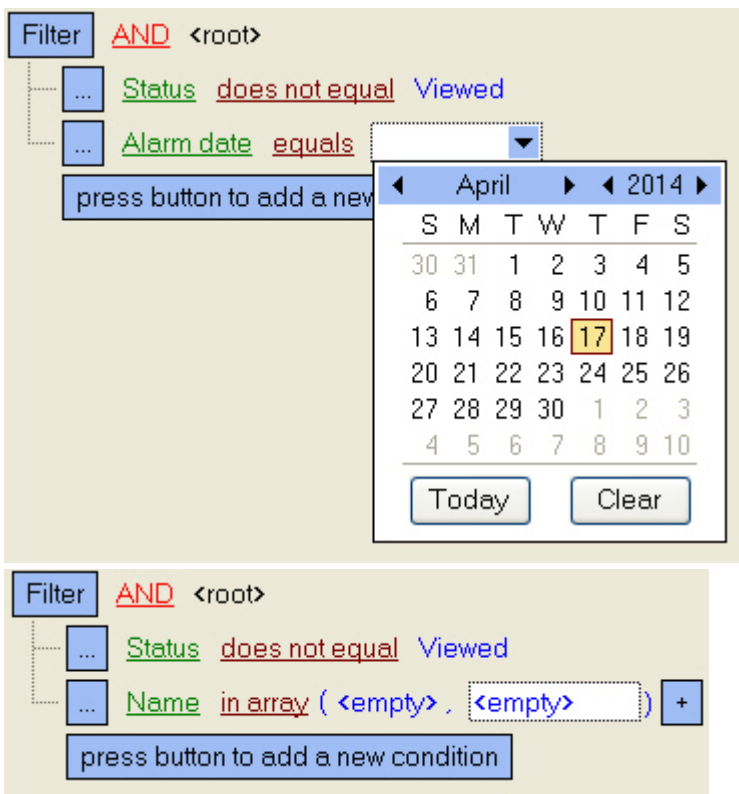 Filter AND <root>
... Status does not equal Viewed
... Alarm date equals
press button to add a new
April 2014
S M T W T F S
30 31 1 2 3 4 5
6 7 8 9 10 11 12
13 14 15 16 17 18 19
20 21 22 23 24 25 26
27 28 29 30 1 2 3
4 5 6 7 8 9 10
Today Clear
Filter AND <root>
... Status does not equal Viewed
... Name in array ( <empty> , <empty> ) +
press button to add a new condition